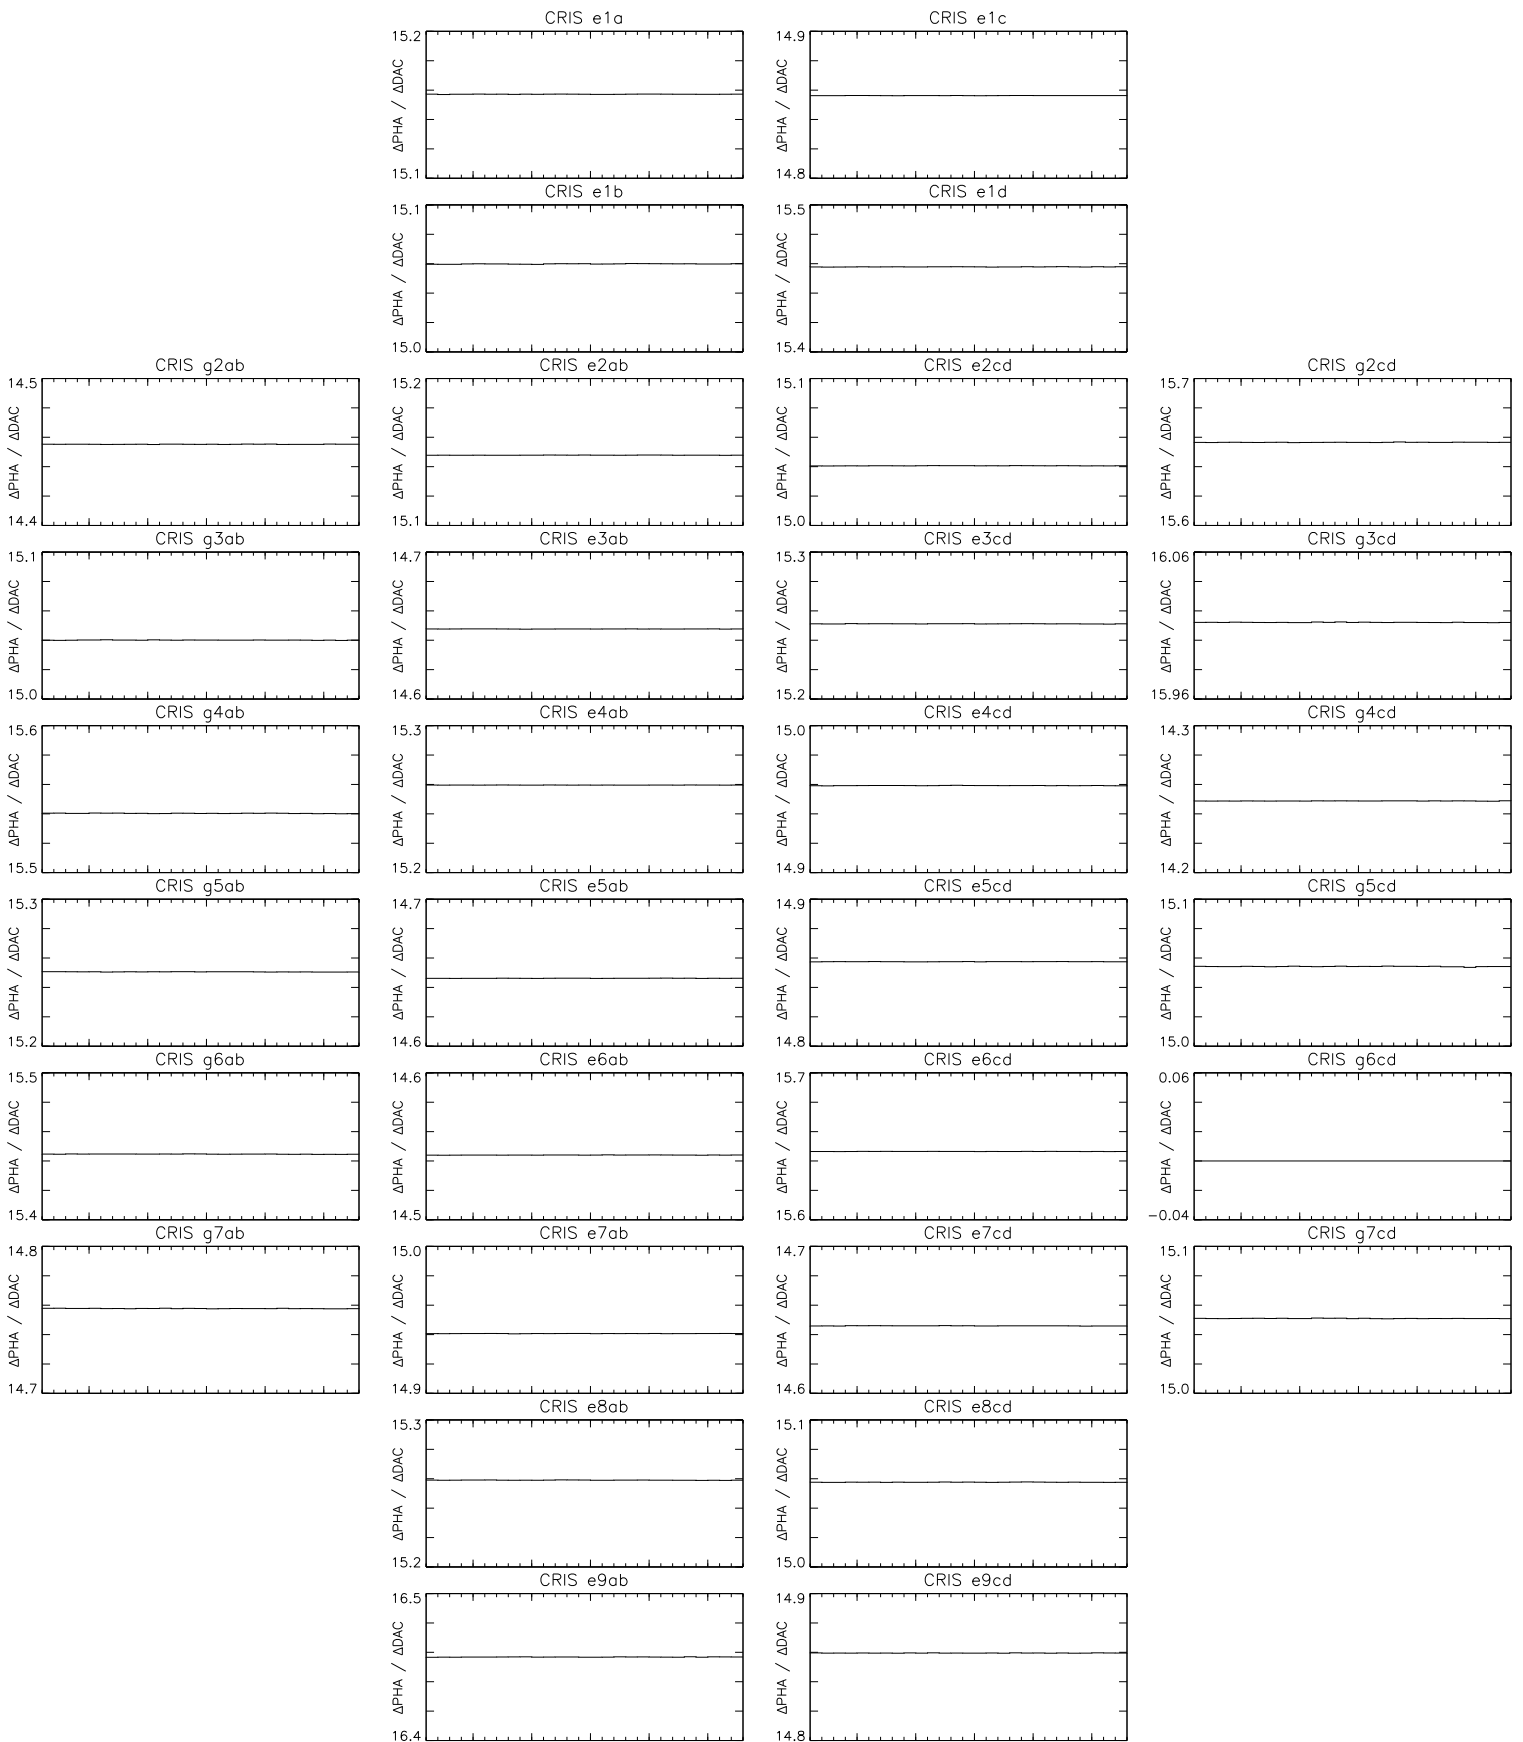 CRIS e1a
15.2
ΔPHA / ΔDAC
15.1
CRIS e1c
14.9
ΔPHA / ΔDAC
14.8
CRIS e1b
15.1
ΔPHA / ΔDAC
15.0
CRIS e1d
15.5
ΔPHA / ΔDAC
15.4
CRIS g2ab
14.5
ΔPHA / ΔDAC
14.4
CRIS e2ab
15.2
ΔPHA / ΔDAC
15.1
CRIS e2cd
15.1
ΔPHA / ΔDAC
15.0
CRIS g2cd
15.7
ΔPHA / ΔDAC
15.6
CRIS g3ab
15.1
ΔPHA / ΔDAC
15.0
CRIS e3ab
14.7
ΔPHA / ΔDAC
14.6
CRIS e3cd
15.3
ΔPHA / ΔDAC
15.2
CRIS g3cd
16.06
ΔPHA / ΔDAC
15.96
CRIS g4ab
15.6
ΔPHA / ΔDAC
15.5
CRIS e4ab
15.3
ΔPHA / ΔDAC
15.2
CRIS e4cd
15.0
ΔPHA / ΔDAC
14.9
CRIS g4cd
14.3
ΔPHA / ΔDAC
14.2
CRIS g5ab
15.3
ΔPHA / ΔDAC
15.2
CRIS e5ab
14.7
ΔPHA / ΔDAC
14.6
CRIS e5cd
14.9
ΔPHA / ΔDAC
14.8
CRIS g5cd
15.1
ΔPHA / ΔDAC
15.0
CRIS g6ab
15.5
ΔPHA / ΔDAC
15.4
CRIS e6ab
14.6
ΔPHA / ΔDAC
14.5
CRIS e6cd
15.7
ΔPHA / ΔDAC
15.6
CRIS g6cd
0.06
ΔPHA / ΔDAC
−0.04
CRIS g7ab
14.8
ΔPHA / ΔDAC
14.7
CRIS e7ab
15.0
ΔPHA / ΔDAC
14.9
CRIS e7cd
14.7
ΔPHA / ΔDAC
14.6
CRIS g7cd
15.1
ΔPHA / ΔDAC
15.0
CRIS e8ab
15.3
ΔPHA / ΔDAC
15.2
CRIS e8cd
15.1
ΔPHA / ΔDAC
15.0
CRIS e9ab
16.5
ΔPHA / ΔDAC
16.4
CRIS e9cd
14.9
ΔPHA / ΔDAC
14.8